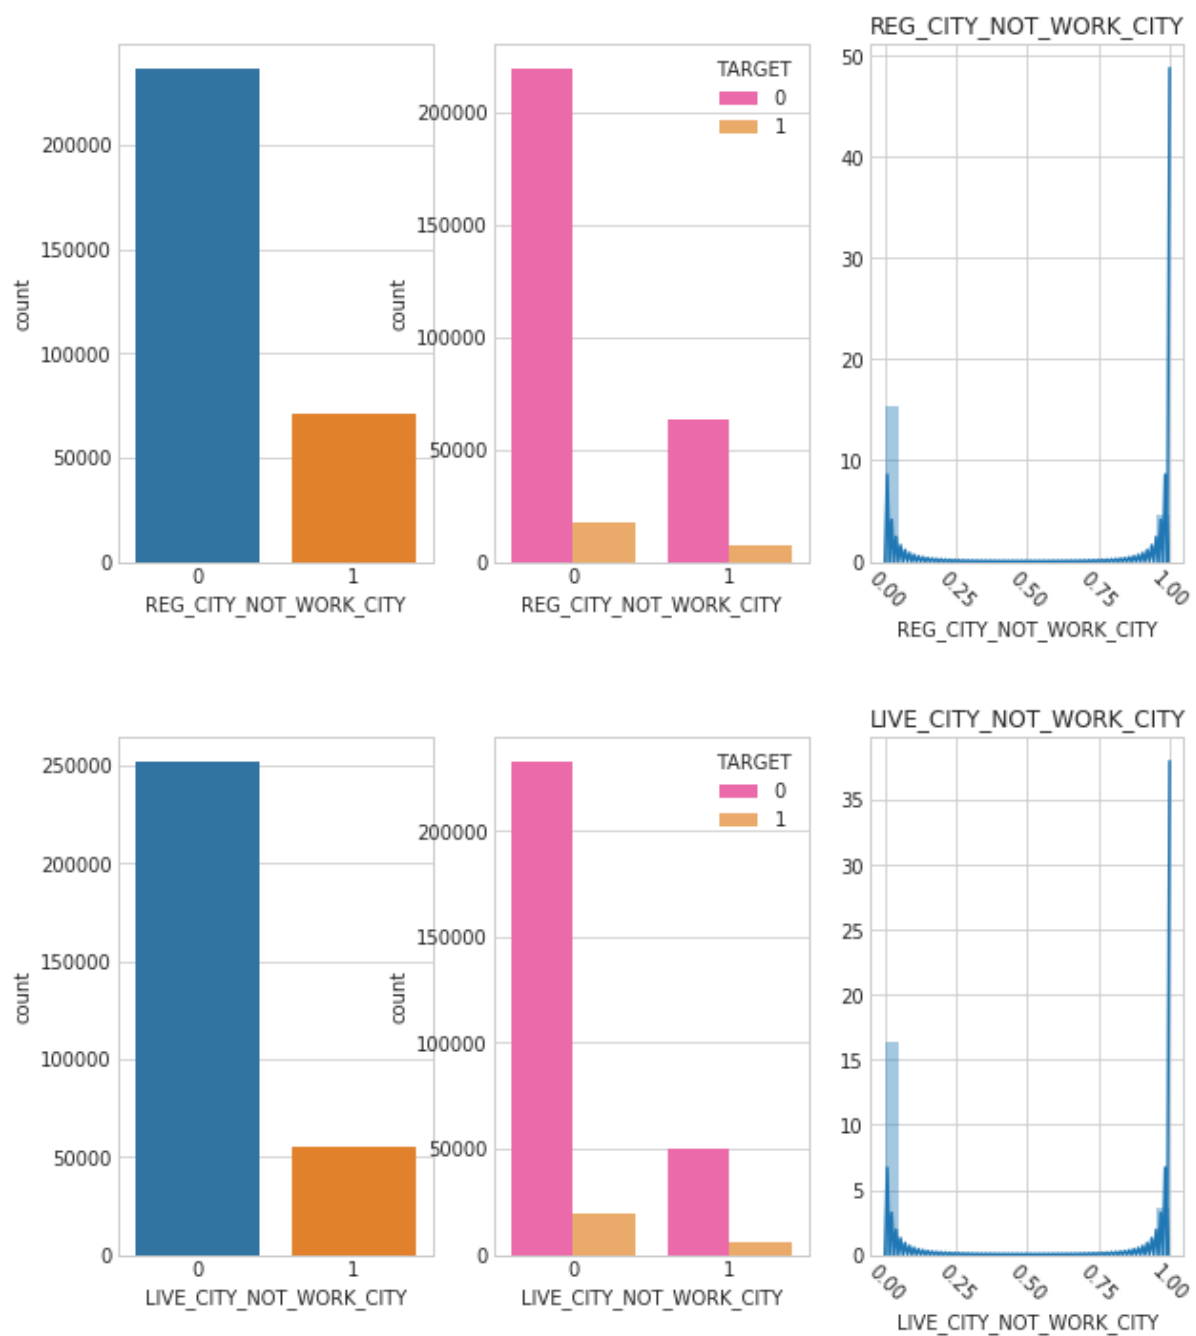 200000
150000
100000
50000
0
count
0 1
REG_CITY_NOT_WORK_CITY
TARGET
0
1
200000
150000
100000
50000
0
count
0 1
REG_CITY_NOT_WORK_CITY
REG_CITY_NOT_WORK_CITY
50
40
30
20
10
0
0.00 0.25 0.50 0.75 1.00
REG_CITY_NOT_WORK_CITY
250000
200000
150000
100000
50000
0
count
0 1
LIVE_CITY_NOT_WORK_CITY
TARGET
0
1
200000
150000
100000
50000
0
count
0 1
LIVE_CITY_NOT_WORK_CITY
LIVE_CITY_NOT_WORK_CITY
35
30
25
20
15
10
5
0
0.00 0.25 0.50 0.75 1.00
LIVE_CITY_NOT_WORK_CITY